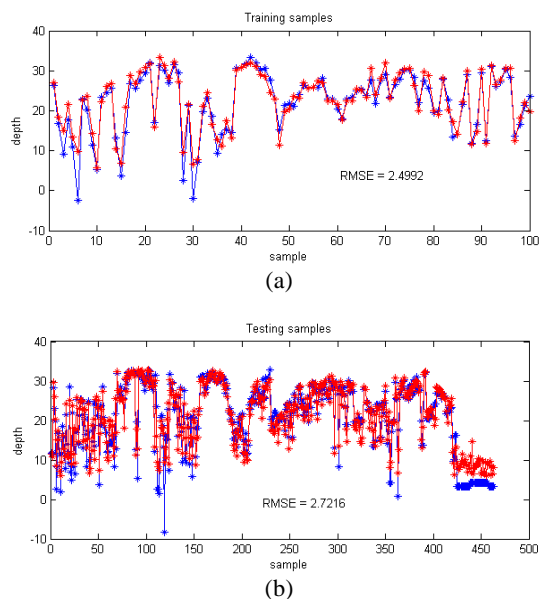 Training samples
40
30
20
10
0
-10
depth
RMSE = 2.4992
0 10 20 30 40 50 60 70 80 90 100
sample
(a)
Testing samples
40
30
20
10
0
-10
depth
RMSE = 2.7216
0 50 100 150 200 250 300 350 400 450 500
sample
(b)